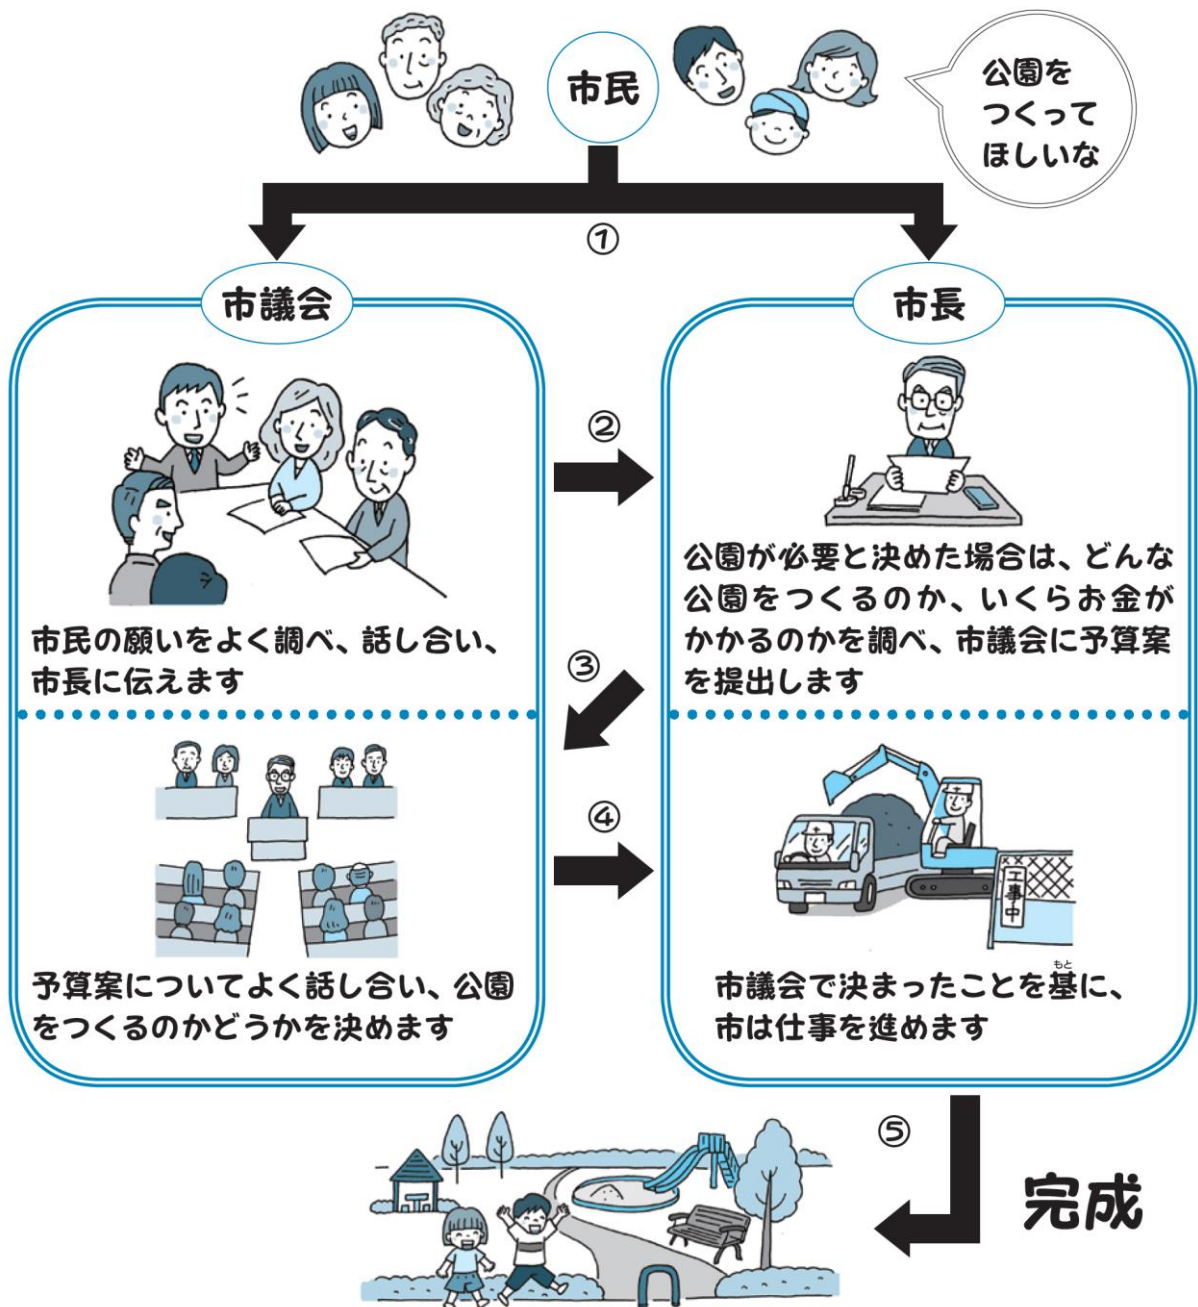 市民
公園を
つくって
ほしいな
①
市議会
市長
②
市民の願いをよく調べ、話し合い、
市長に伝えます
公園が必要と決めた場合は、どんな
公園をつくるのか、いくらお金が
かかるのかを調べ、市議会に予算案
を提出します
③
④
予算案についてよく話し合い、公園
をつくるのかどうかを決めます
工事中
市議会で決まったことを基に、
もと
市は仕事を進めます
⑤
完成